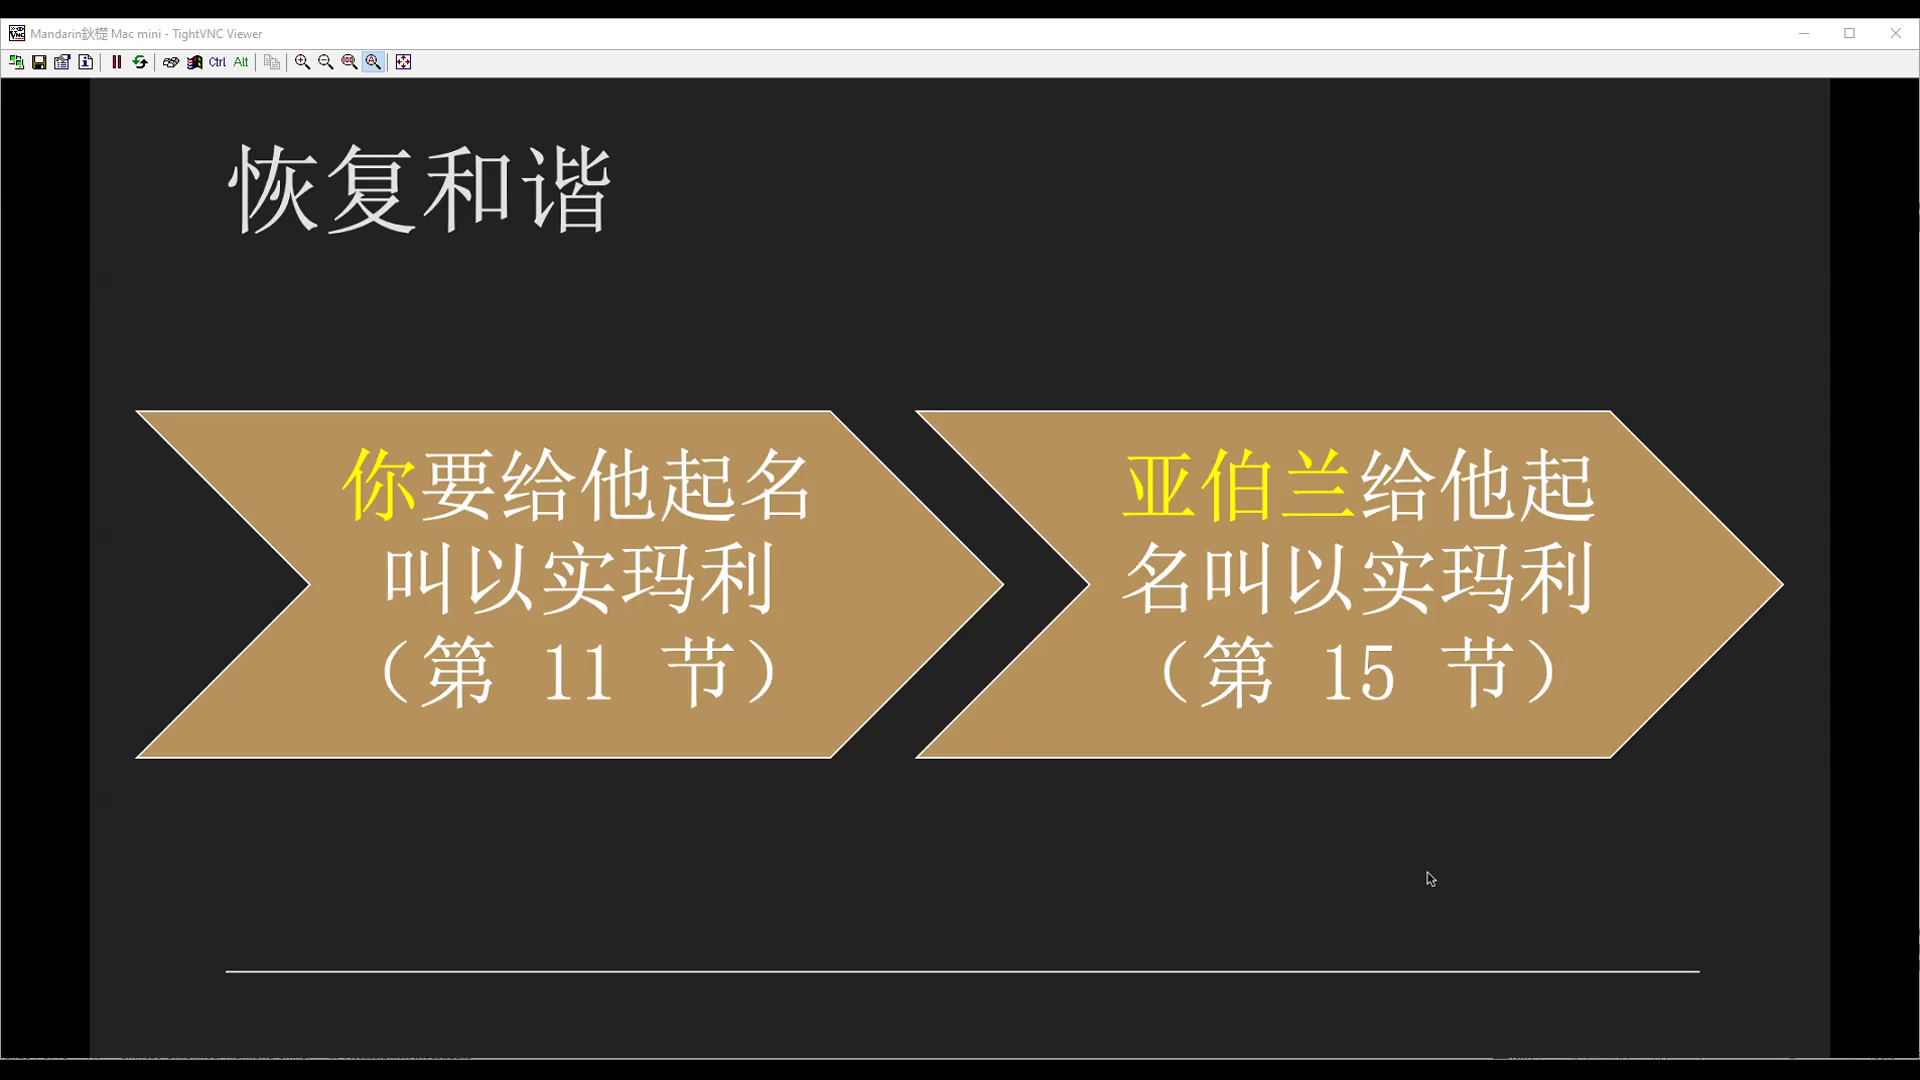 Mandarin鈥檚 Mac mini - TightVNC Viewer
Ctrl Alt
恢复和谐
你要给他起名
叫以实玛利
（第 11 节）
亚伯兰给他起
名叫以实玛利
（第 15 节）